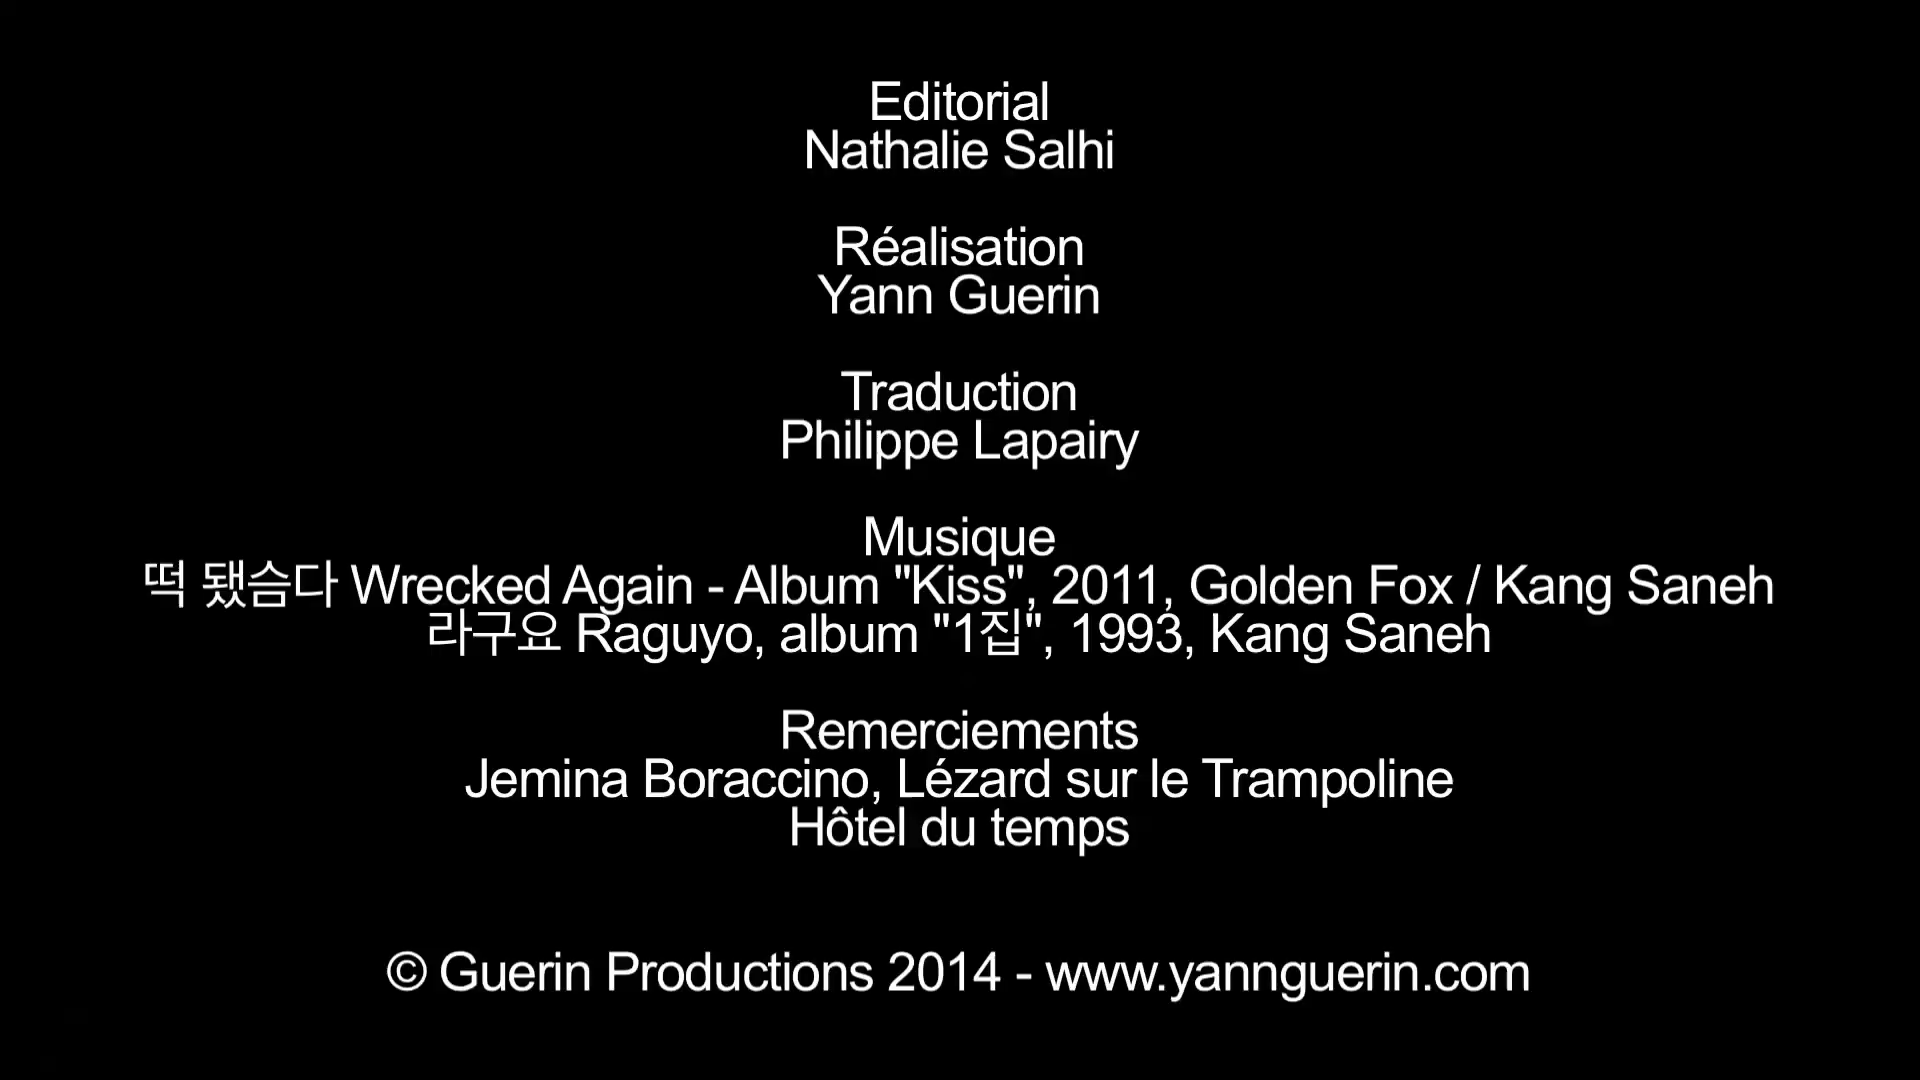 Editorial
Nathalie Salhi
Réalisation
Yann Guerin
Traduction
Philippe Lapairy
Musique
떡 됐슴다 Wrecked Again - Album "Kiss", 2011, Golden Fox / Kang Saneh
라구요 Raguyo, album "1집", 1993, Kang Saneh
Remerciements
Jemina Boraccino, Lézard sur le Trampoline
Hôtel du temps
© Guerin Productions 2014 - www.yannguerin.com